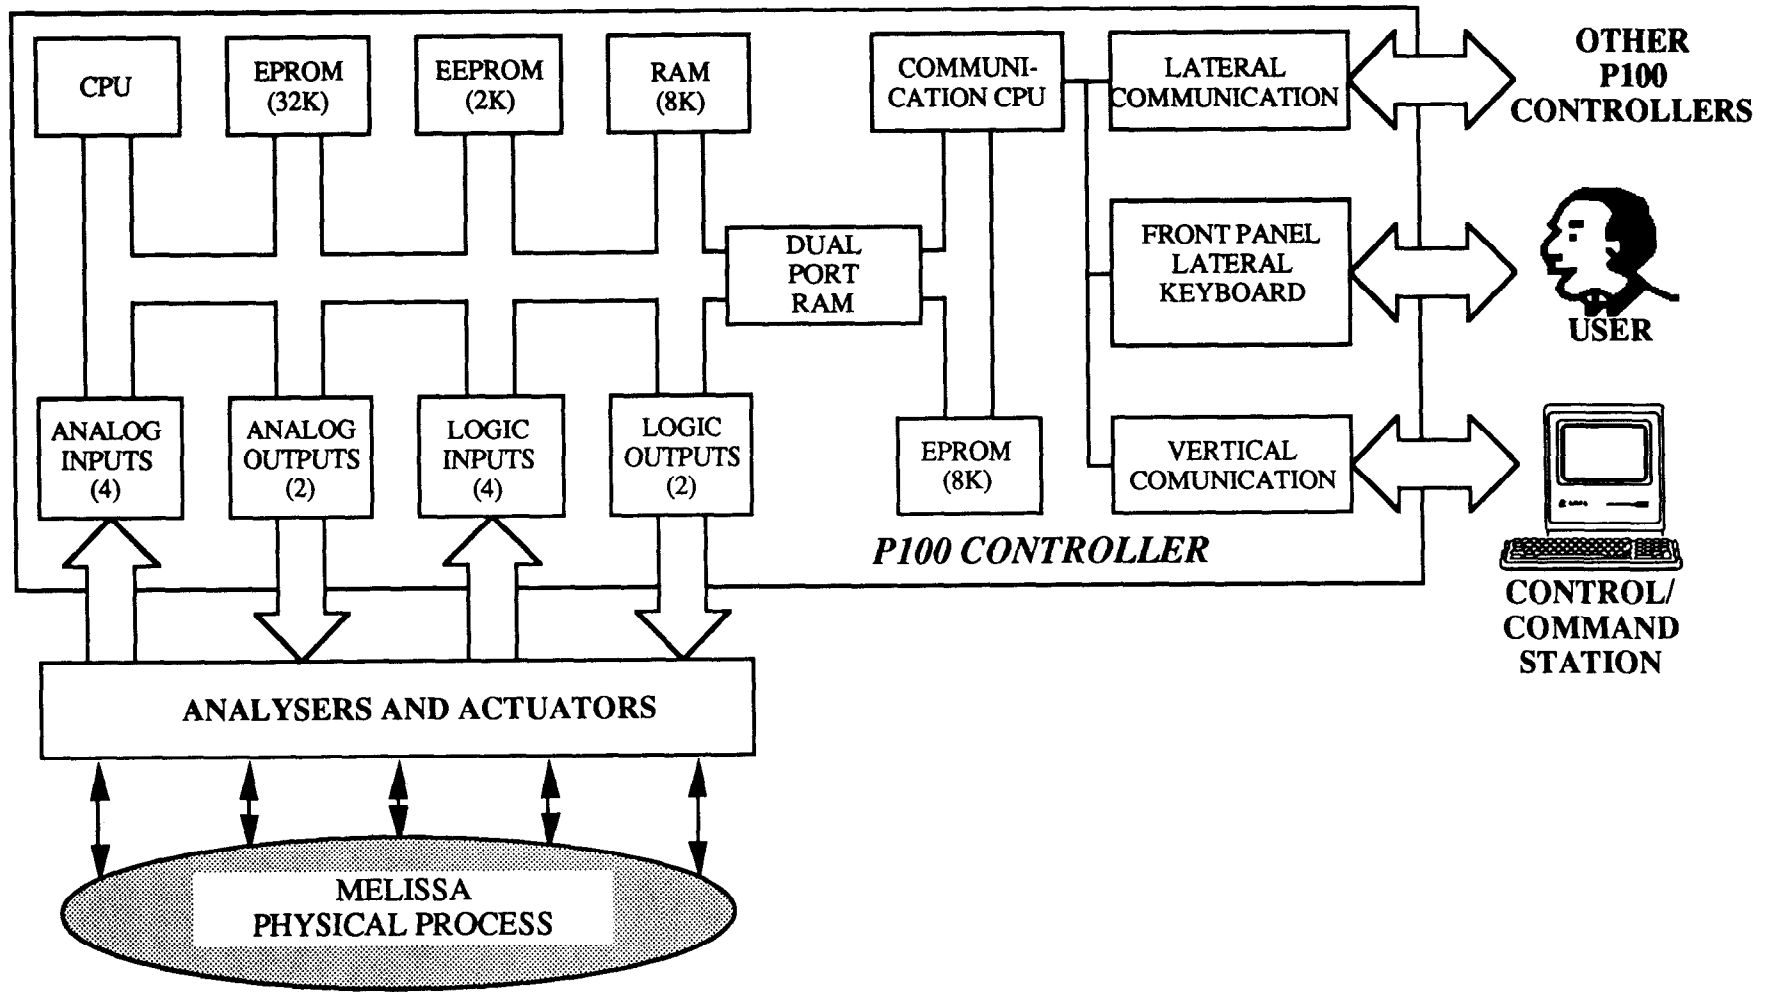 CPU
EPROM
(32K)
EEPROM
(2K)
RAM
(8K)
COMMUNI-
CATION CPU
LATERAL
COMMUNICATION
OTHER
P100
CONTROLLERS
DUAL
PORT
RAM
FRONT PANEL
LATERAL
KEYBOARD
USER
ANALOG
INPUTS
(4)
ANALOG
OUTPUTS
(2)
LOGIC
INPUTS
(4)
LOGIC
OUTPUTS
(2)
EPROM
(8K)
VERTICAL
COMUNICATION
P100 CONTROLLER
CONTROL/
COMMAND
STATION
ANALYSERS AND ACTUATORS
MELISSA
PHYSICAL PROCESS